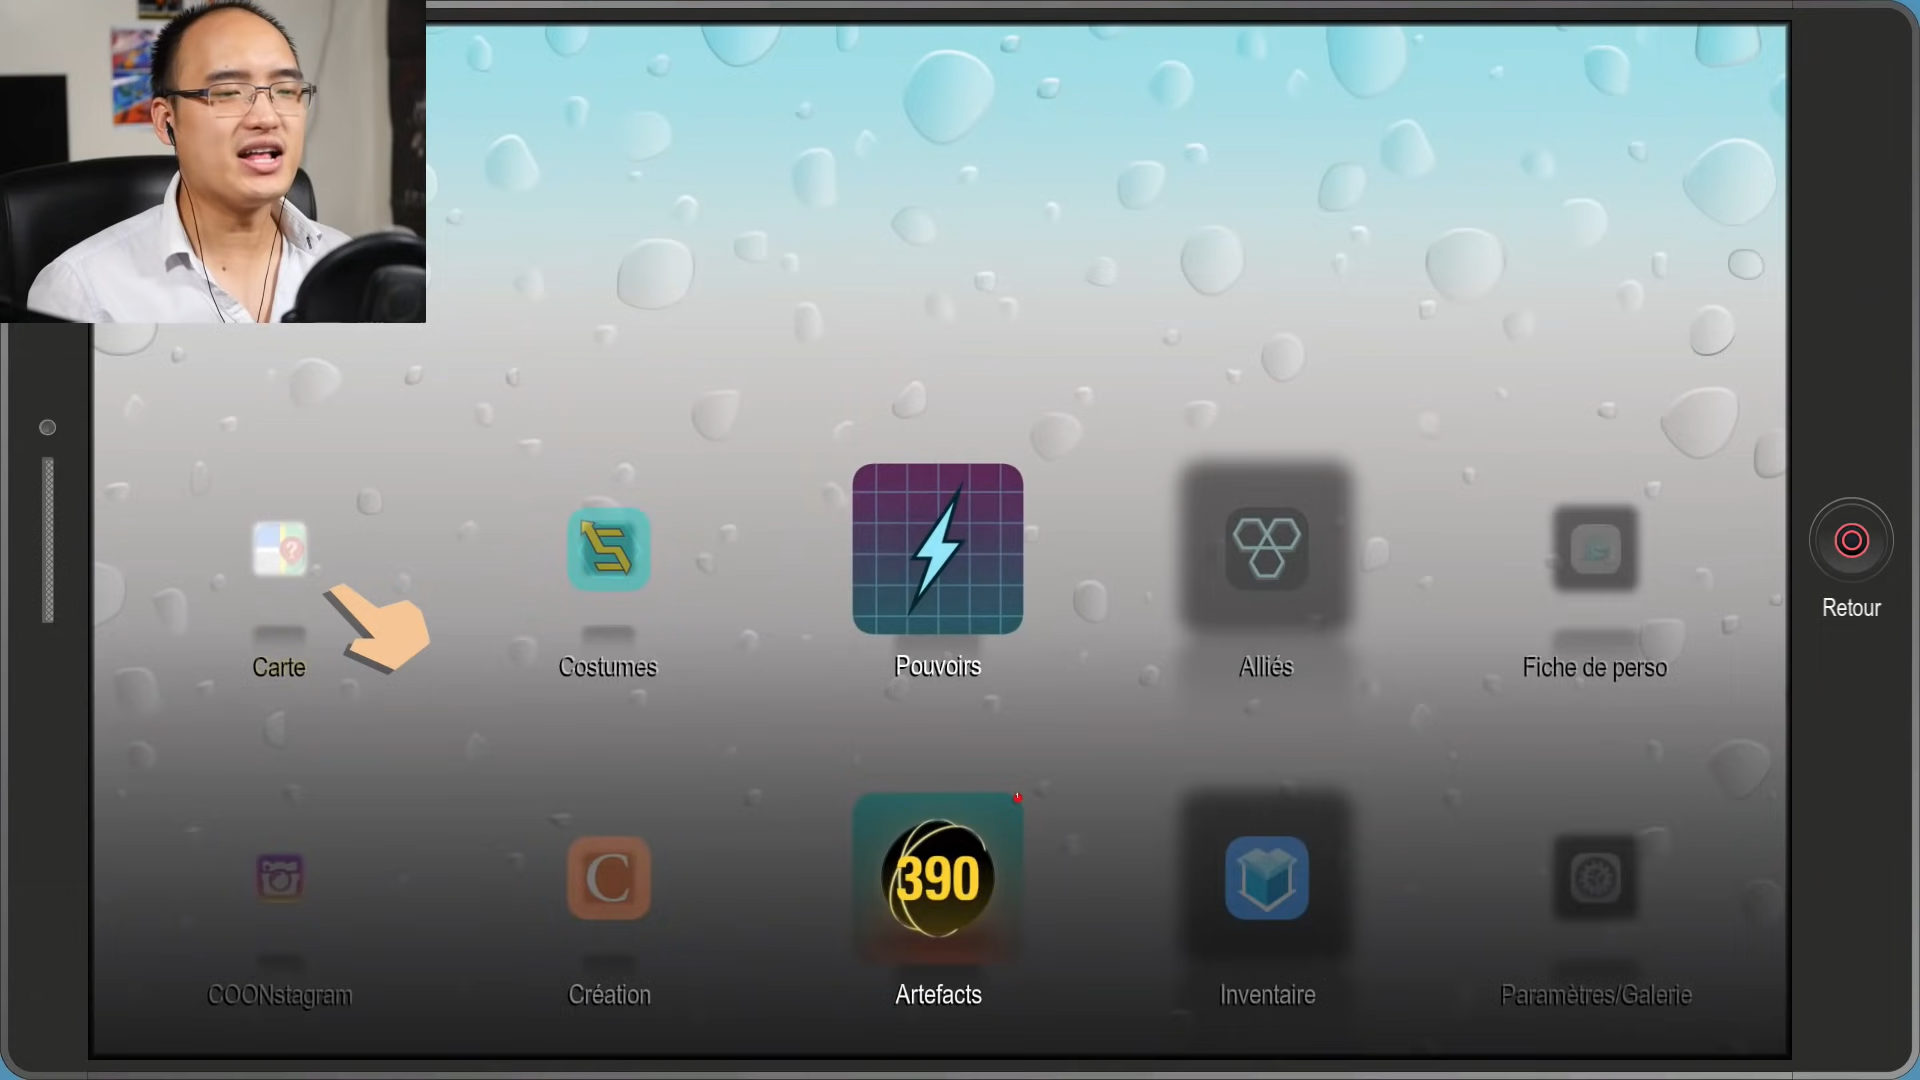 Carte
Costumes
Pouvoirs
Alliés
Fiche de perso
Retour
C
390
COONstagram
Création
Artefacts
Inventaire
Paramètres/Galerie